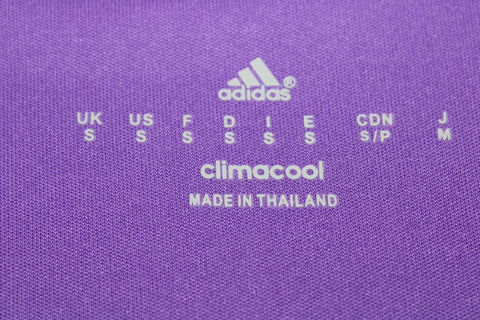 adidas®
UK US F D I E CDN J
S S S S S S S/P M
climacool
MADE IN THAILAND